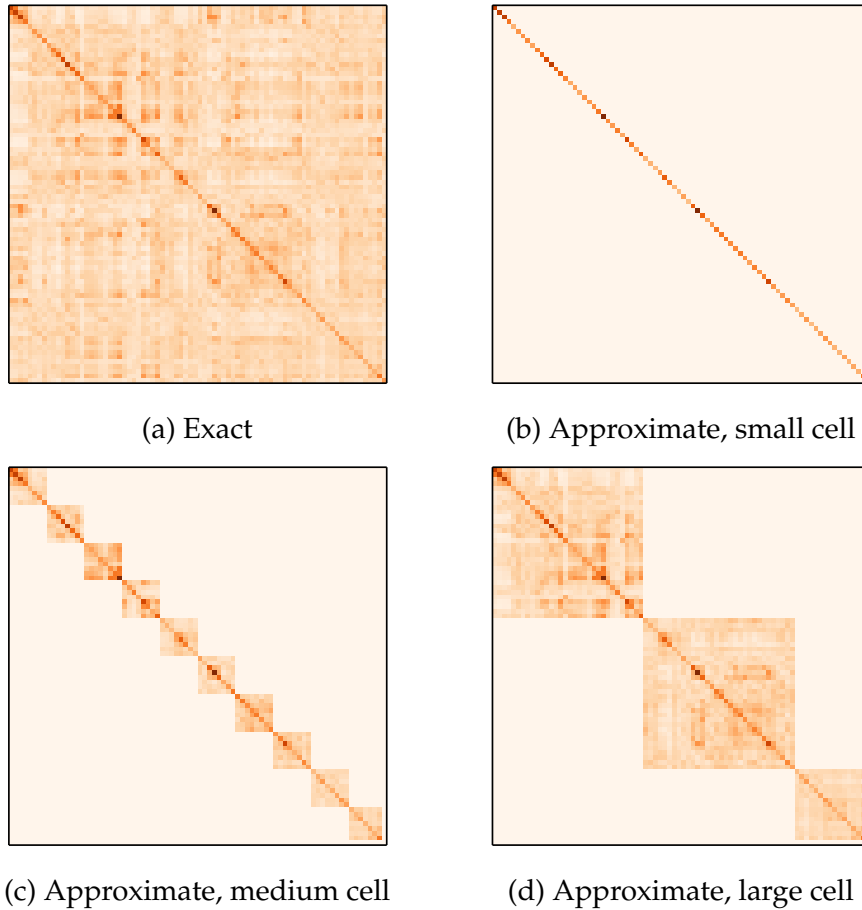 (a) Exact
(b) Approximate, small cell
(c) Approximate, medium cell
(d) Approximate, large cell